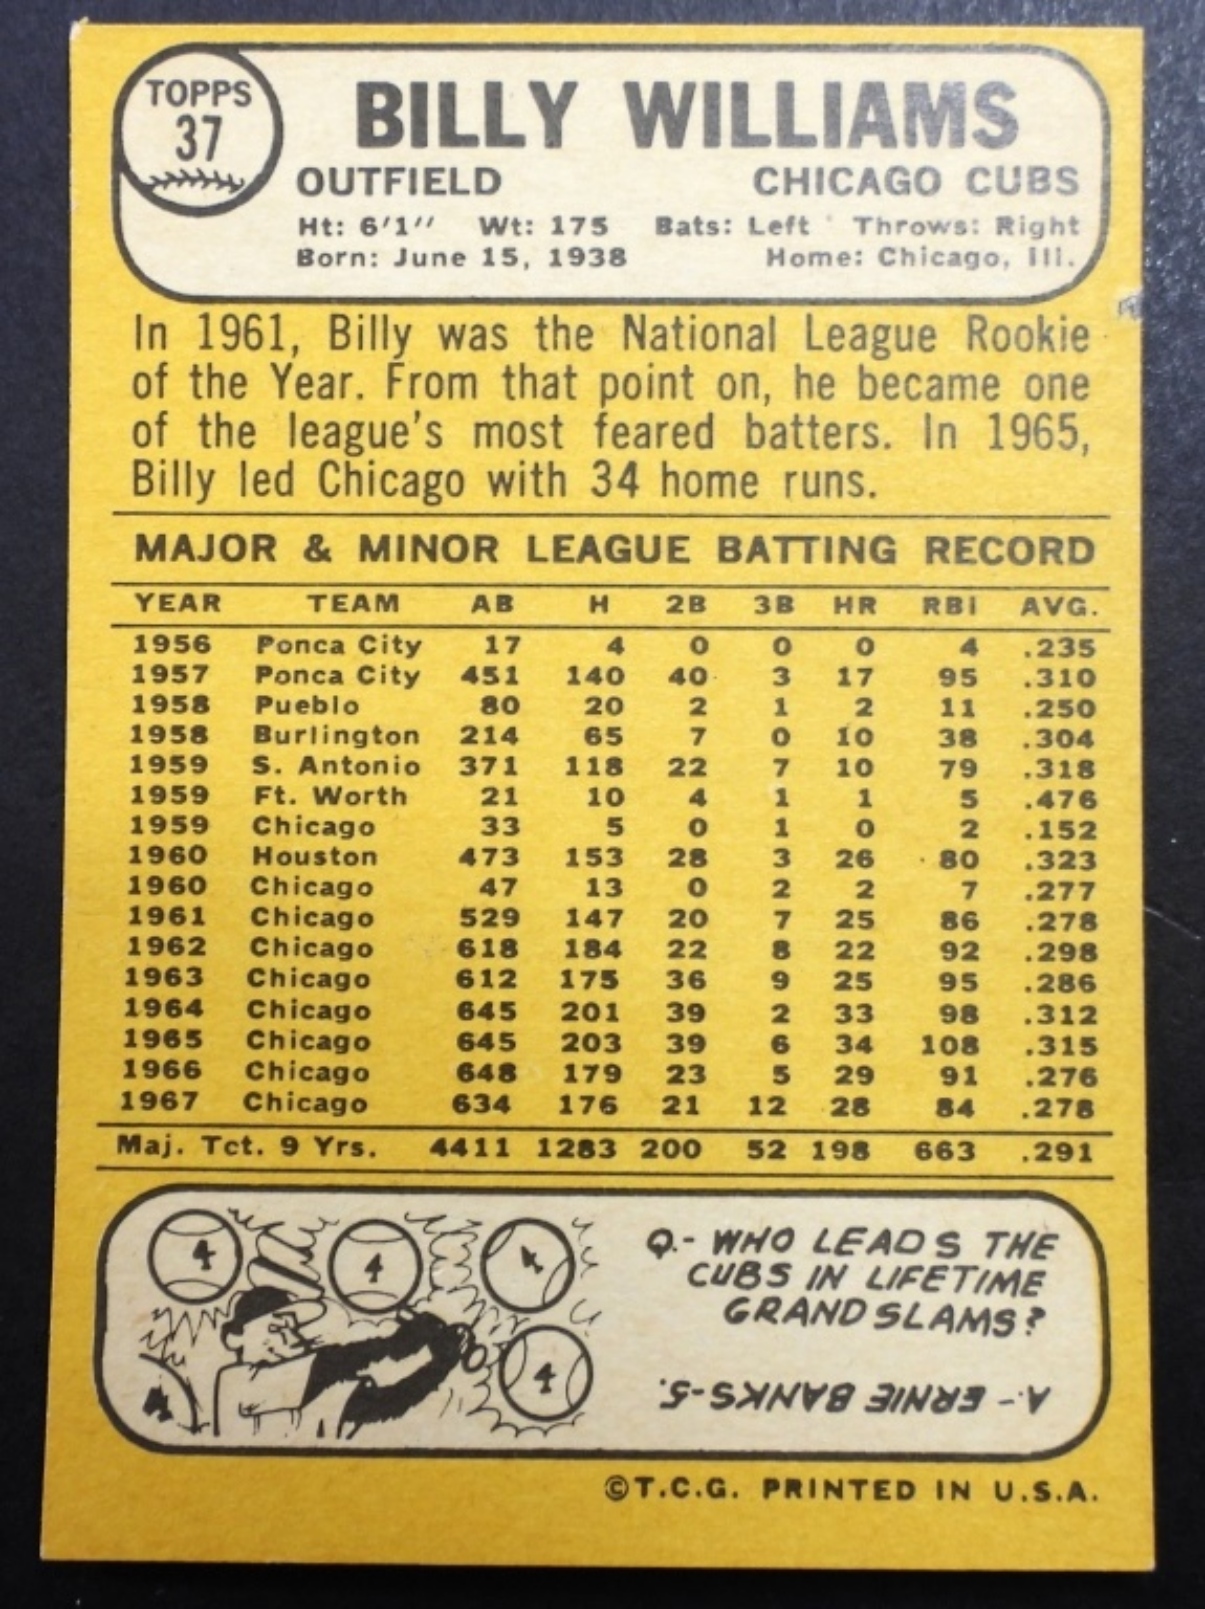 TOPPS
37
BILLY WILLIAMS
OUTFIELD CHICAGO CUBS
Ht: 6'1" Wt: 175 Bats: Left Throws: Right
Born: June 15, 1938 Home: Chicago, Ill.
In 1961, Billy was the National League Rookie
of the Year. From that point on, he became one
of the league's most feared batters. In 1965,
Billy led Chicago with 34 home runs.
MAJOR & MINOR LEAGUE BATTING RECORD
YEAR TEAM AB H 2B 3B HR RBI AVG.
1956 Ponca City 17 4 0 0 0 4 .235
1957 Ponca City 451 140 40 3 17 95 .310
1958 Pueblo 80 20 2 1 2 11 .250
1958 Burlington 214 65 7 0 10 38 .304
1959 S. Antonio 371 118 22 7 10 79 .318
1959 Ft. Worth 21 10 4 1 1 5 .476
1959 Chicago 33 5 0 1 0 2 .152
1960 Houston 473 153 28 3 26 80 .323
1960 Chicago 47 13 0 2 2 7 .277
1961 Chicago 529 147 20 7 25 86 .278
1962 Chicago 618 184 22 8 22 92 .298
1963 Chicago 612 175 36 9 25 95 .286
1964 Chicago 645 201 39 2 33 98 .312
1965 Chicago 645 203 39 6 34 108 .315
1966 Chicago 648 179 23 5 29 91 .276
1967 Chicago 634 176 21 12 28 84 .278
Maj. Tct. 9 Yrs. 4411 1283 200 52 198 663 .291
4 4 4
4 4
Q.- WHO LEADS THE
CUBS IN LIFETIME
GRAND SLAMS?
A.- ERNIE BANKS-5.
©T.C.G. PRINTED IN U.S.A.